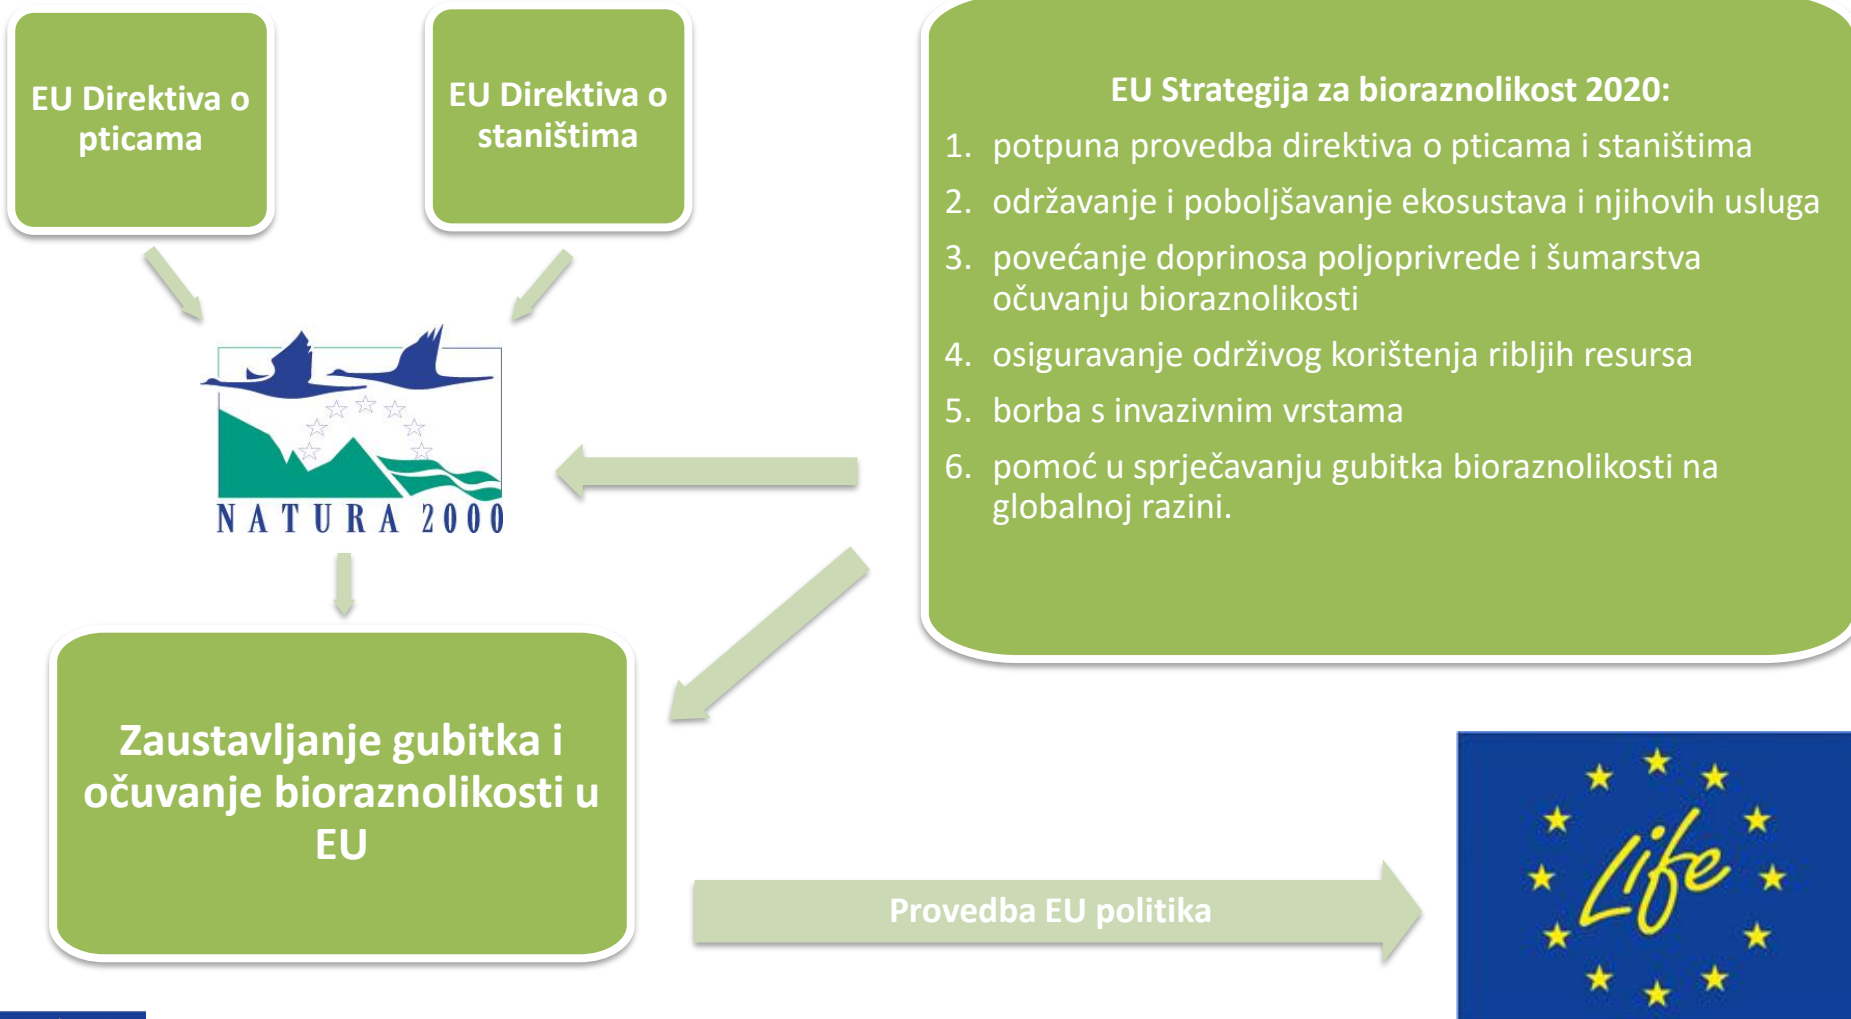 EU Direktiva o
pticama
EU Direktiva o
staništima
EU Strategija za bioraznolikost 2020:
1. potpuna provedba direktiva o pticama i staništima
2. održavanje i poboljšavanje ekosustava i njihovih usluga
3. povećanje doprinosa poljoprivrede i šumarstva
očuvanju bioraznolikosti
4. osiguravanje održivog korištenja ribljih resursa
5. borba s invazivnim vrstama
6. pomoć u sprječavanju gubitka bioraznolikosti na
globalnoj razini.
NATURA 2000
Zaustavljanje gubitka i
očuvanje bioraznolikosti u
EU
Provedba EU politika
Life